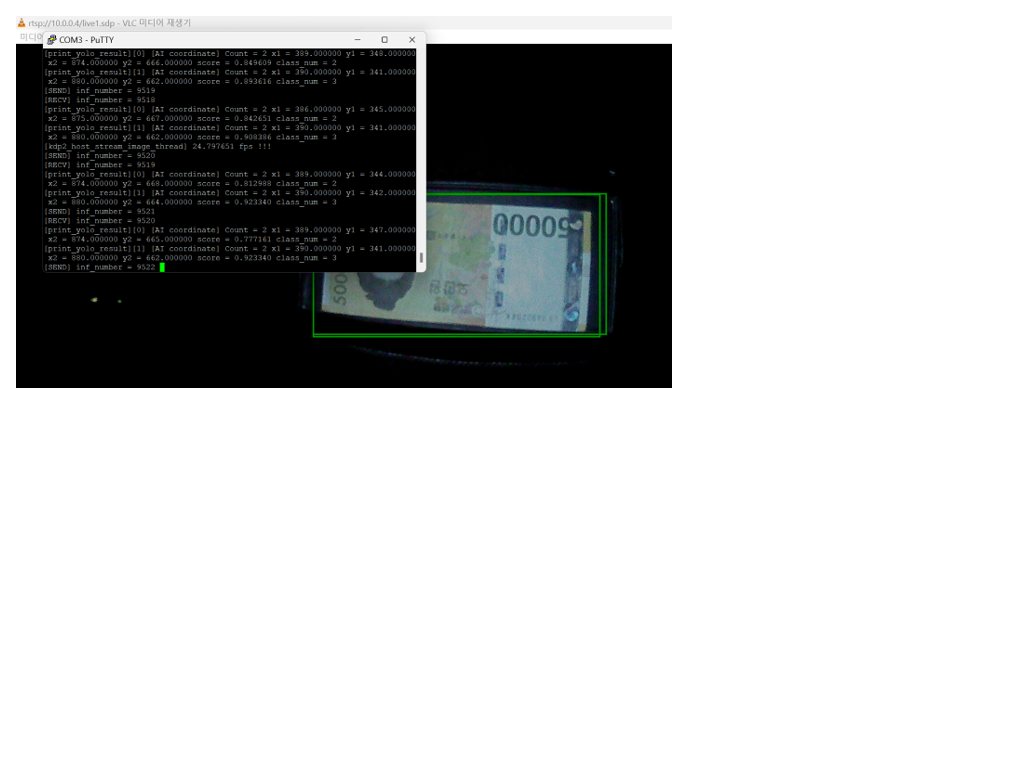 rtsp://10.0.0.4/live1.sdp - VLC 미디어 재생기
미디어
COM3 - PuTTY
[print_yolo_result][0] [AI coordinate] Count = 2 x1 = 389.000000 y1 = 348.000000
x2 = 874.000000 y2 = 666.000000 score = 0.849609 class_num = 2
[print_yolo_result][1] [AI coordinate] Count = 2 x1 = 390.000000 y1 = 341.000000
x2 = 880.000000 y2 = 662.000000 score = 0.893616 class_num = 3
[SEND] inf_number = 9519
[RECV] inf_number = 9518
[print_yolo_result][0] [AI coordinate] Count = 2 x1 = 386.000000 y1 = 345.000000
x2 = 875.000000 y2 = 667.000000 score = 0.842651 class_num = 2
[print_yolo_result][1] [AI coordinate] Count = 2 x1 = 390.000000 y1 = 341.000000
x2 = 880.000000 y2 = 662.000000 score = 0.908386 class_num = 3
[kdp2_host_stream_image_thread] 24.797651 fps !!!
[SEND] inf_number = 9520
[RECV] inf_number = 9519
[print_yolo_result][0] [AI coordinate] Count = 2 x1 = 389.000000 y1 = 344.000000
x2 = 874.000000 y2 = 668.000000 score = 0.812988 class_num = 2
[print_yolo_result][1] [AI coordinate] Count = 2 x1 = 390.000000 y1 = 342.000000
x2 = 880.000000 y2 = 664.000000 score = 0.923340 class_num = 3
[SEND] inf_number = 9521
[RECV] inf_number = 9520
[print_yolo_result][0] [AI coordinate] Count = 2 x1 = 389.000000 y1 = 347.000000
x2 = 874.000000 y2 = 665.000000 score = 0.777161 class_num = 2
[print_yolo_result][1] [AI coordinate] Count = 2 x1 = 390.000000 y1 = 341.000000
x2 = 880.000000 y2 = 662.000000 score = 0.923340 class_num = 3
[SEND] inf_number = 9522
50000
500